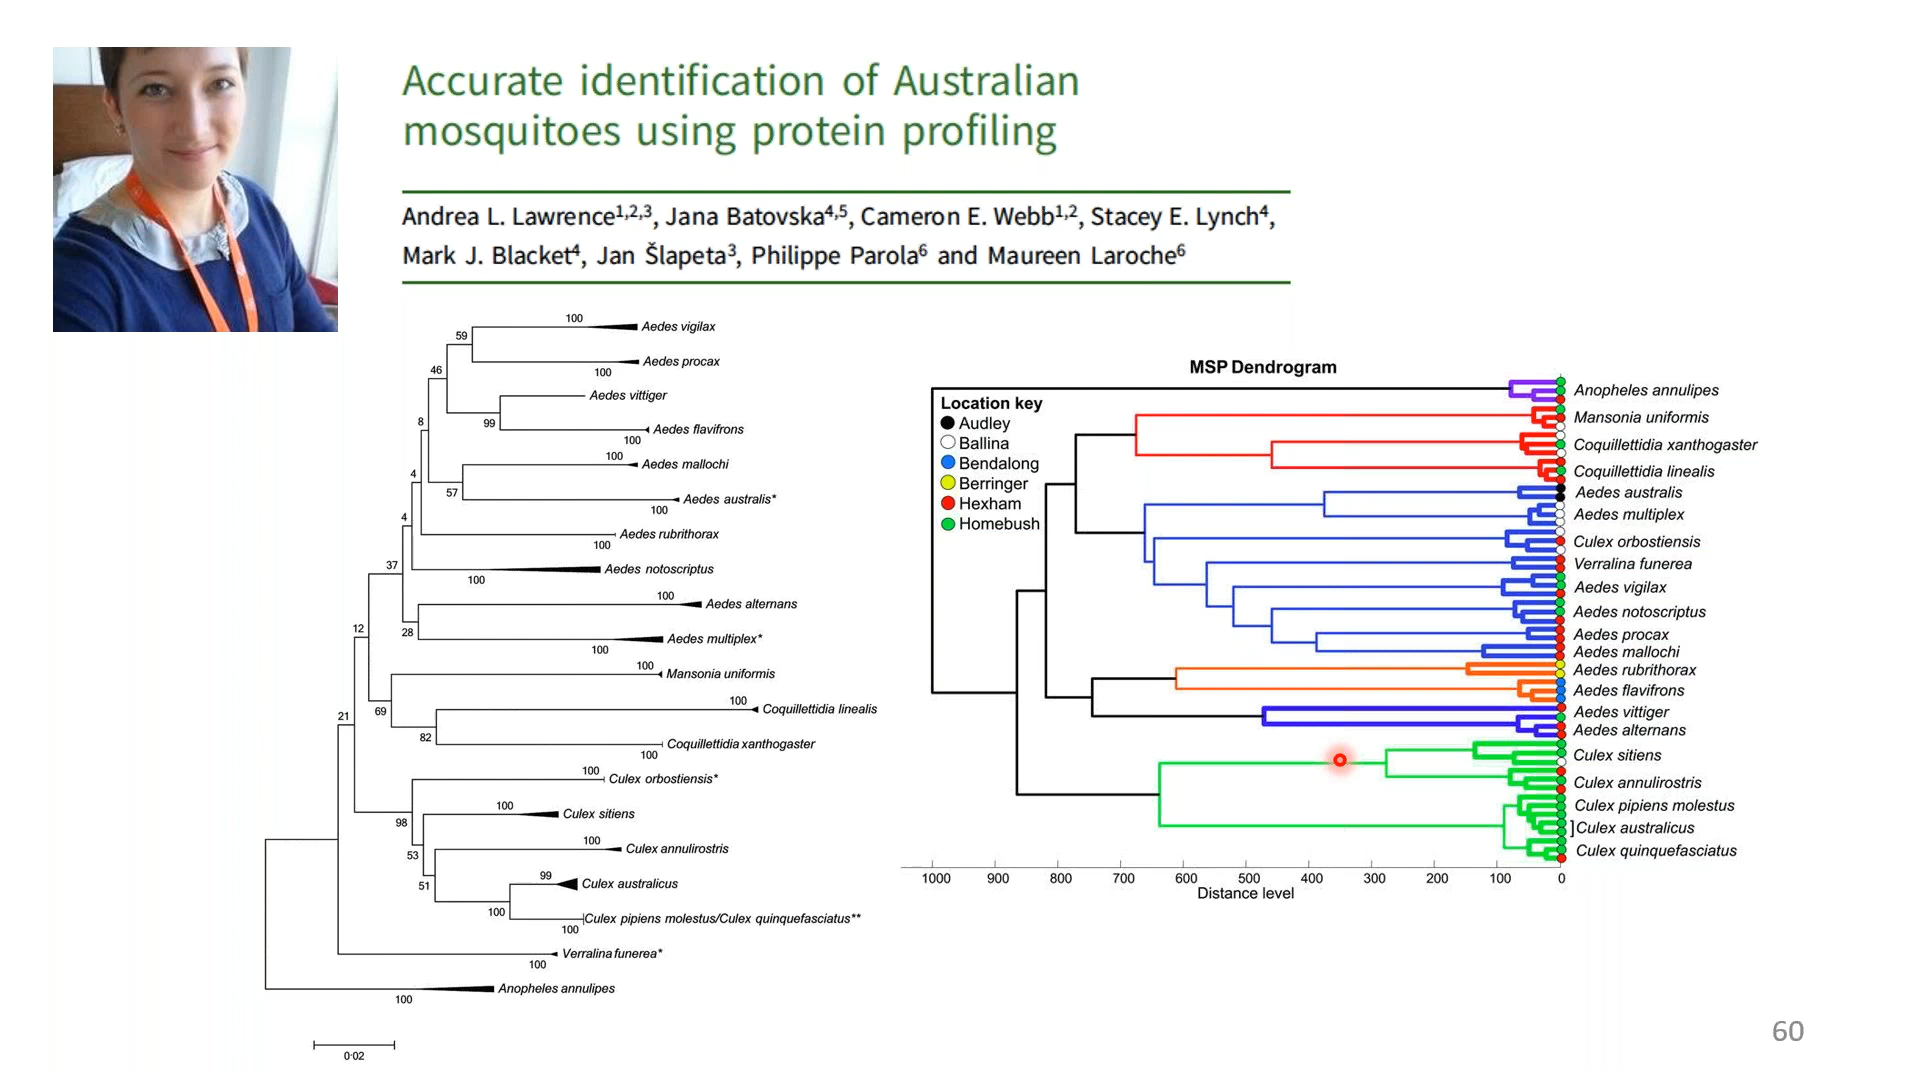 Accurate identification of Australian
mosquitoes using protein profiling
Andrea L. Lawrence1,2,3, Jana Batovska4,5, Cameron E. Webb1,2, Stacey E. Lynch4,
Mark J. Blacket4, Jan Šlapeta3, Philippe Parola6 and Maureen Laroche6
100
Aedes vigilax
59
Aedes procax
100
46
Aedes vittiger
99
Aedes flavifrons
100
8
100
Aedes mallochi
4
57
Aedes australis*
100
4
Aedes rubrithorax
100
37
Aedes notoscriptus
100
100
Aedes alternans
12
28
Aedes multiplex*
100
100
Mansonia uniformis
69
100
Coquillettidia linealis
21
82
Coquillettidia xanthogaster
100
100
Culex orbostiensis*
100
Culex sitiens
98
100
Culex annulirostris
53
99
Culex australicus
51
100
Culex pipiens molestus/Culex quinquefasciatus**
100
Verralina funerea*
100
Anopheles annulipes
100
0·02
MSP Dendrogram
Location key
Audley
Ballina
Bendalong
Berringer
Hexham
Homebush
Anopheles annulipes
Mansonia uniformis
Coquillettidia xanthogaster
Coquillettidia linealis
Aedes australis
Aedes multiplex
Culex orbostiensis
Verralina funerea
Aedes vigilax
Aedes notoscriptus
Aedes procax
Aedes mallochi
Aedes rubrithorax
Aedes flavifrons
Aedes vittiger
Aedes alternans
Culex sitiens
Culex annulirostris
Culex pipiens molestus
]Culex australicus
Culex quinquefasciatus
1000 900 800 700 600 500 400 300 200 100 0
Distance level
60